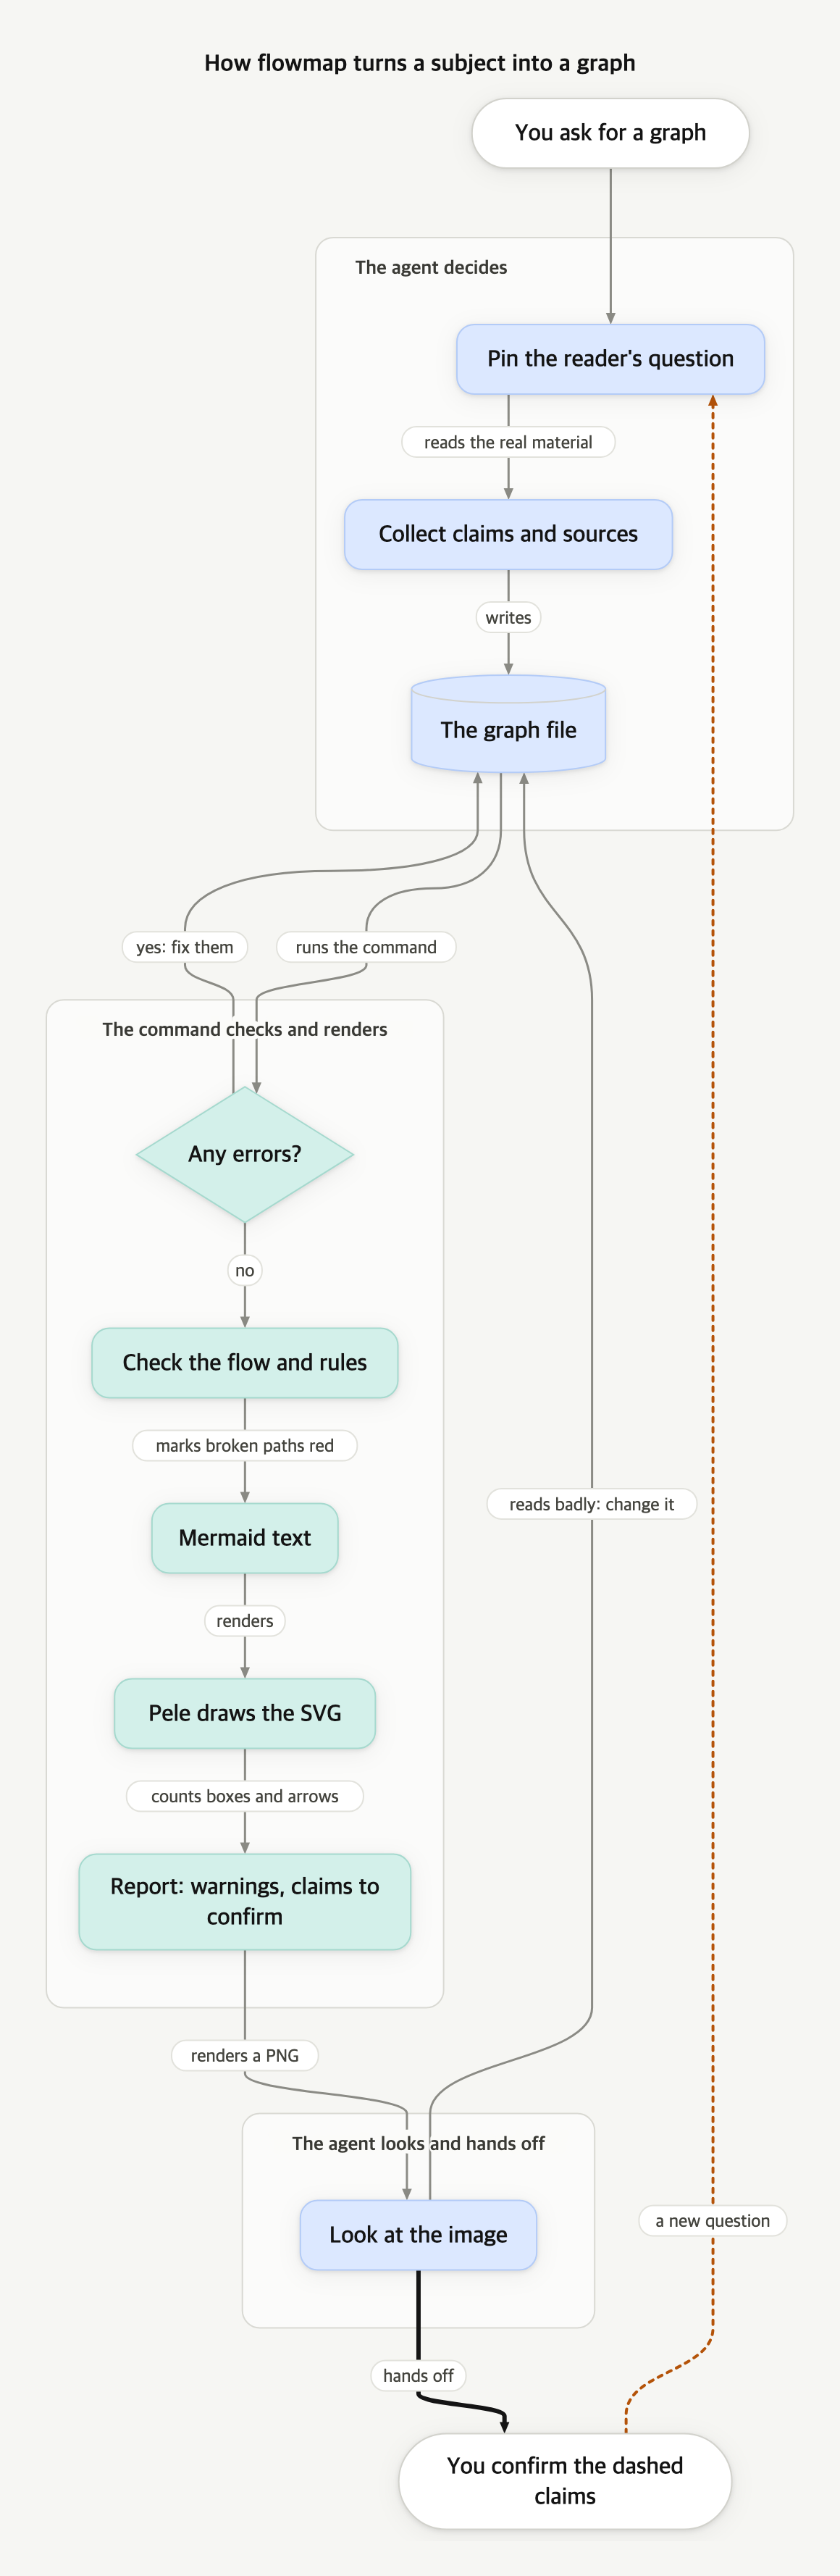 How flowmap turns a subject into a graph
You ask for a graph
The agent decides
Pin the reader's question
reads the real material
Collect claims and sources
writes
The graph file
yes: fix them
runs the command
The command checks and renders
Any errors?
no
Check the flow and rules
marks broken paths red
reads badly: change it
Mermaid text
renders
Pele draws the SVG
counts boxes and arrows
Report: warnings, claims to
confirm
renders a PNG
The agent looks and hands off
Look at the image
a new question
hands off
You confirm the dashed
claims